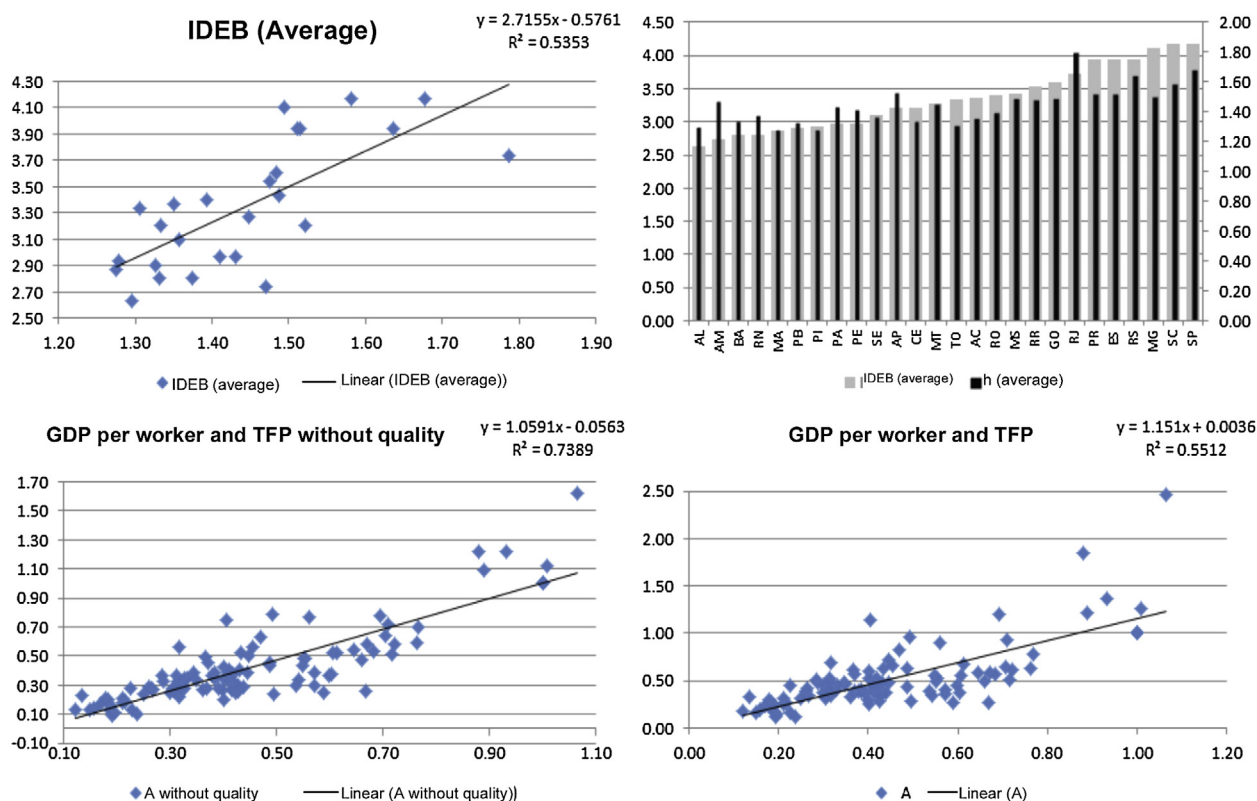 IDEB (Average)
y = 2.7155x - 0.5761
R² = 0.5353
4.30
4.10
3.90
3.70
3.50
3.30
3.10
2.90
2.70
2.50
1.20 1.30 1.40 1.50 1.60 1.70 1.80 1.90
IDEB (average) Linear (IDEB (average))
4.50
4.00
3.50
3.00
2.50
2.00
1.50
1.00
0.50
0.00
2.00
1.80
1.60
1.40
1.20
1.00
0.80
0.60
0.40
0.20
0.00
AL AM BA RN MA PB PI PA PE SE AP CE MT TO AC RO MS RR GO RJ PR ES RS MG SC SP
IDEB (average) h (average)
GDP per worker and TFP without quality
y = 1.0591x - 0.0563
R² = 0.7389
1.70
1.50
1.30
1.10
0.90
0.70
0.50
0.30
0.10
-0.10
0.10 0.30 0.50 0.70 0.90 1.10
A without quality Linear (A without quality))
GDP per worker and TFP
y = 1.151x + 0.0036
R² = 0.5512
2.50
2.00
1.50
1.00
0.50
0.00
0.00 0.20 0.40 0.60 0.80 1.00 1.20
A Linear (A)